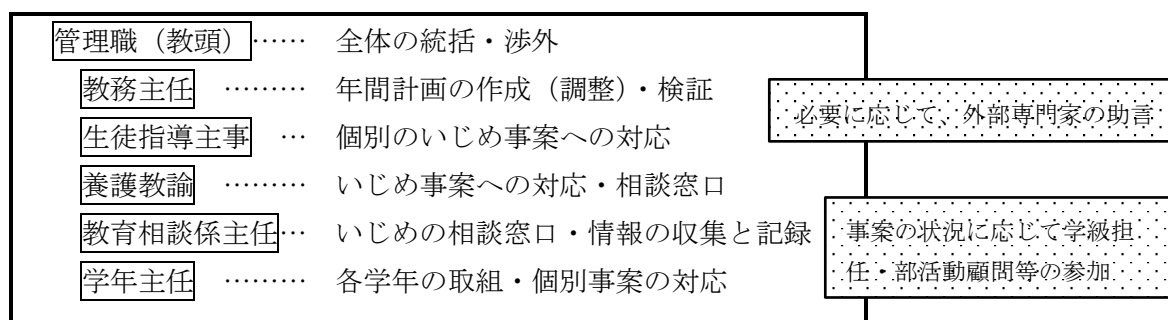 管理職（教頭）…… 全体の統括・渉外
教務主任 ……… 年間計画の作成（調整）・検証
必要に応じて、外部専門家の助言
生徒指導主事 … 個別のいじめ事案への対応
養護教諭 ……… いじめ事案への対応・相談窓口
教育相談係主任… いじめの相談窓口・情報の収集と記録
学年主任 ……… 各学年の取組・個別事案の対応
事案の状況に応じて学級担
任・部活動顧問等の参加